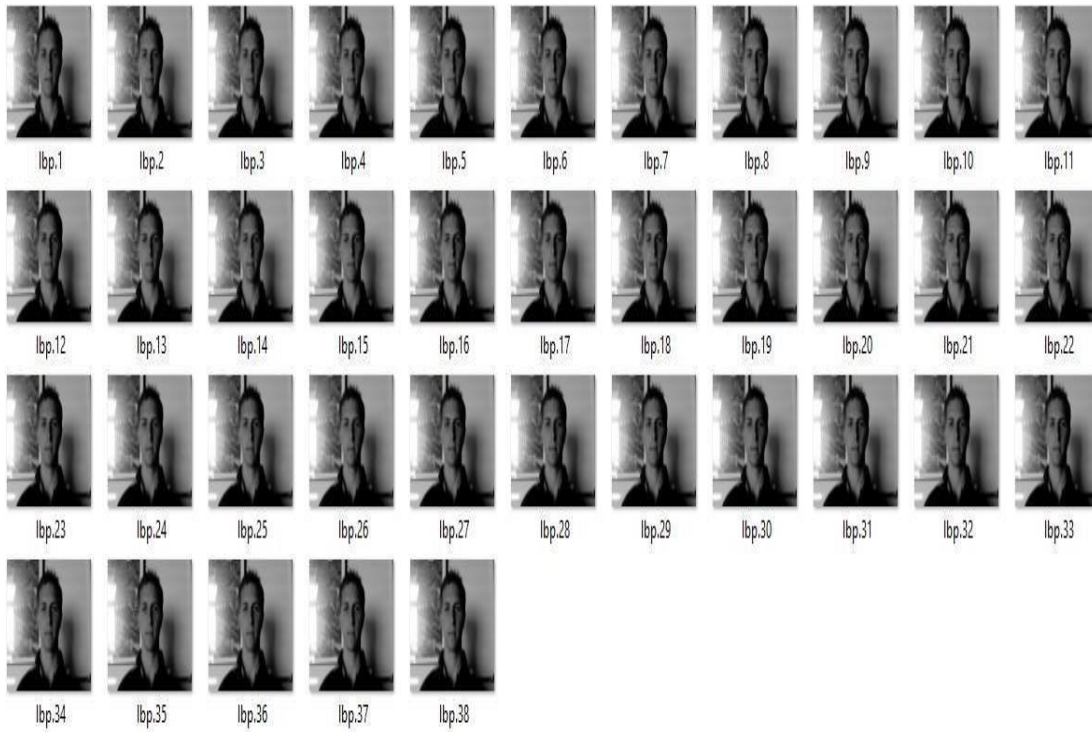 lbp.1 lbp.2 lbp.3 lbp.4 lbp.5 lbp.6 lbp.7 lbp.8 lbp.9 lbp.10 lbp.11
lbp.12 lbp.13 lbp.14 lbp.15 lbp.16 lbp.17 lbp.18 lbp.19 lbp.20 lbp.21 lbp.22
lbp.23 lbp.24 lbp.25 lbp.26 lbp.27 lbp.28 lbp.29 lbp.30 lbp.31 lbp.32 lbp.33
lbp.34 lbp.35 lbp.36 lbp.37 lbp.38